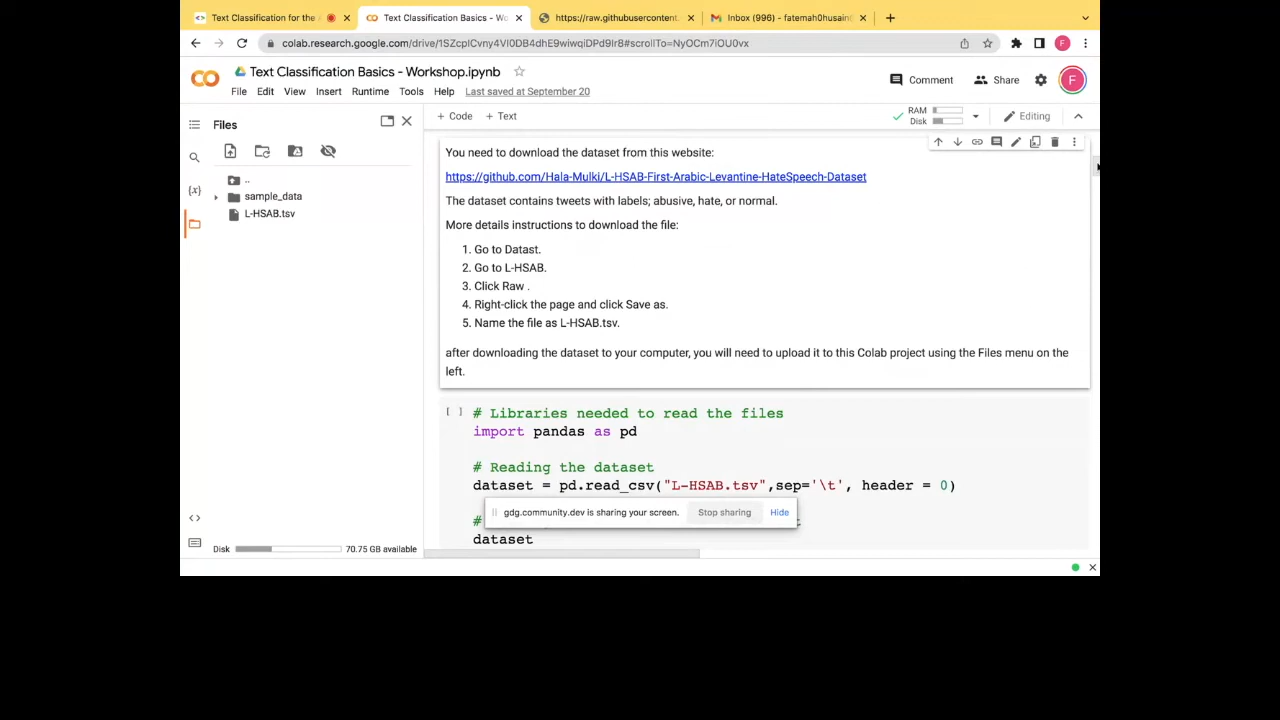 Text Classification for the
Text Classification Basics - Wo
https://raw.githubusercontent.
Inbox (996) - fatemah0husain
colab.research.google.com/drive/1SZcpICvny4Vl0DB4dhE9wiwqiDPd9Ir8#scrollTo=NyOCm7iOU0vx
F
CO
Text Classification Basics - Workshop.ipynb
Comment
Share
F
File Edit View Insert Runtime Tools Help Last saved at September 20
Files
+ Code + Text
RAM
Disk
Editing
..
sample_data
L-HSAB.tsv
{x}
You need to download the dataset from this website:
https://github.com/Hala-Mulki/L-HSAB-First-Arabic-Levantine-HateSpeech-Dataset
The dataset contains tweets with labels; abusive, hate, or normal.
More details instructions to download the file:
1. Go to Datast.
2. Go to L-HSAB.
3. Click Raw .
4. Right-click the page and click Save as.
5. Name the file as L-HSAB.tsv.
after downloading the dataset to your computer, you will need to upload it to this Colab project using the Files menu on the
left.
[ ] # Libraries needed to read the files
import pandas as pd
# Reading the dataset
dataset = pd.read_csv("L-HSAB.tsv",sep='\t', header = 0)
#
gdg.community.dev is sharing your screen. Stop sharing Hide
dataset
Disk 70.75 GB available